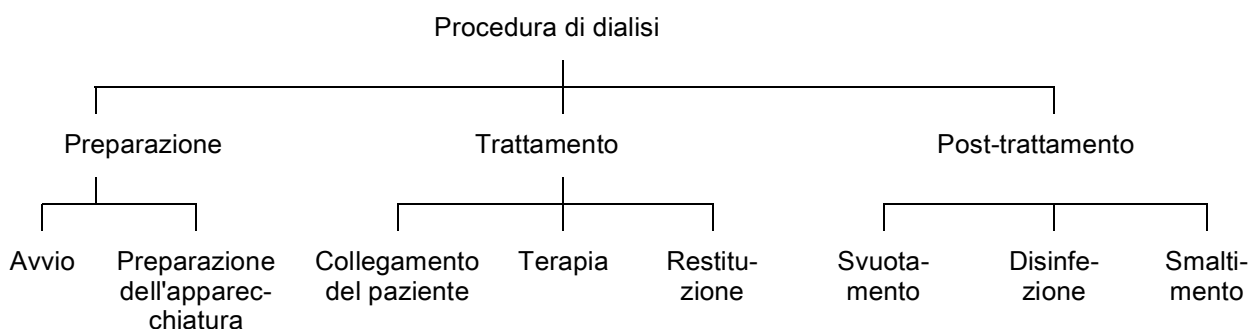 Procedura di dialisi
Preparazione
Trattamento
Post-trattamento
Avvio
Preparazione
dell'apparec-
chiatura
Collegamento
del paziente
Terapia
Restitu-
zione
Svuota-
mento
Disinfe-
zione
Smalti-
mento